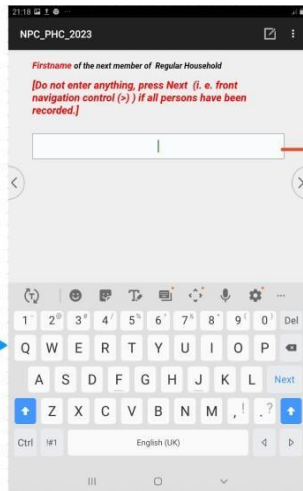 21:18
NPC_PHC_2023
Firstname of the next member of Regular Household
[Do not enter anything, press Next (i. e. front
navigation control (>) ) if all persons have been
recorded.]
1 2 3 4 5 6 7 8 9 0 Del
Q W E R T Y U I O P
A S D F G H J K L Next
Z X C V B N M , ! . ?
Ctrl !#1 English (UK)